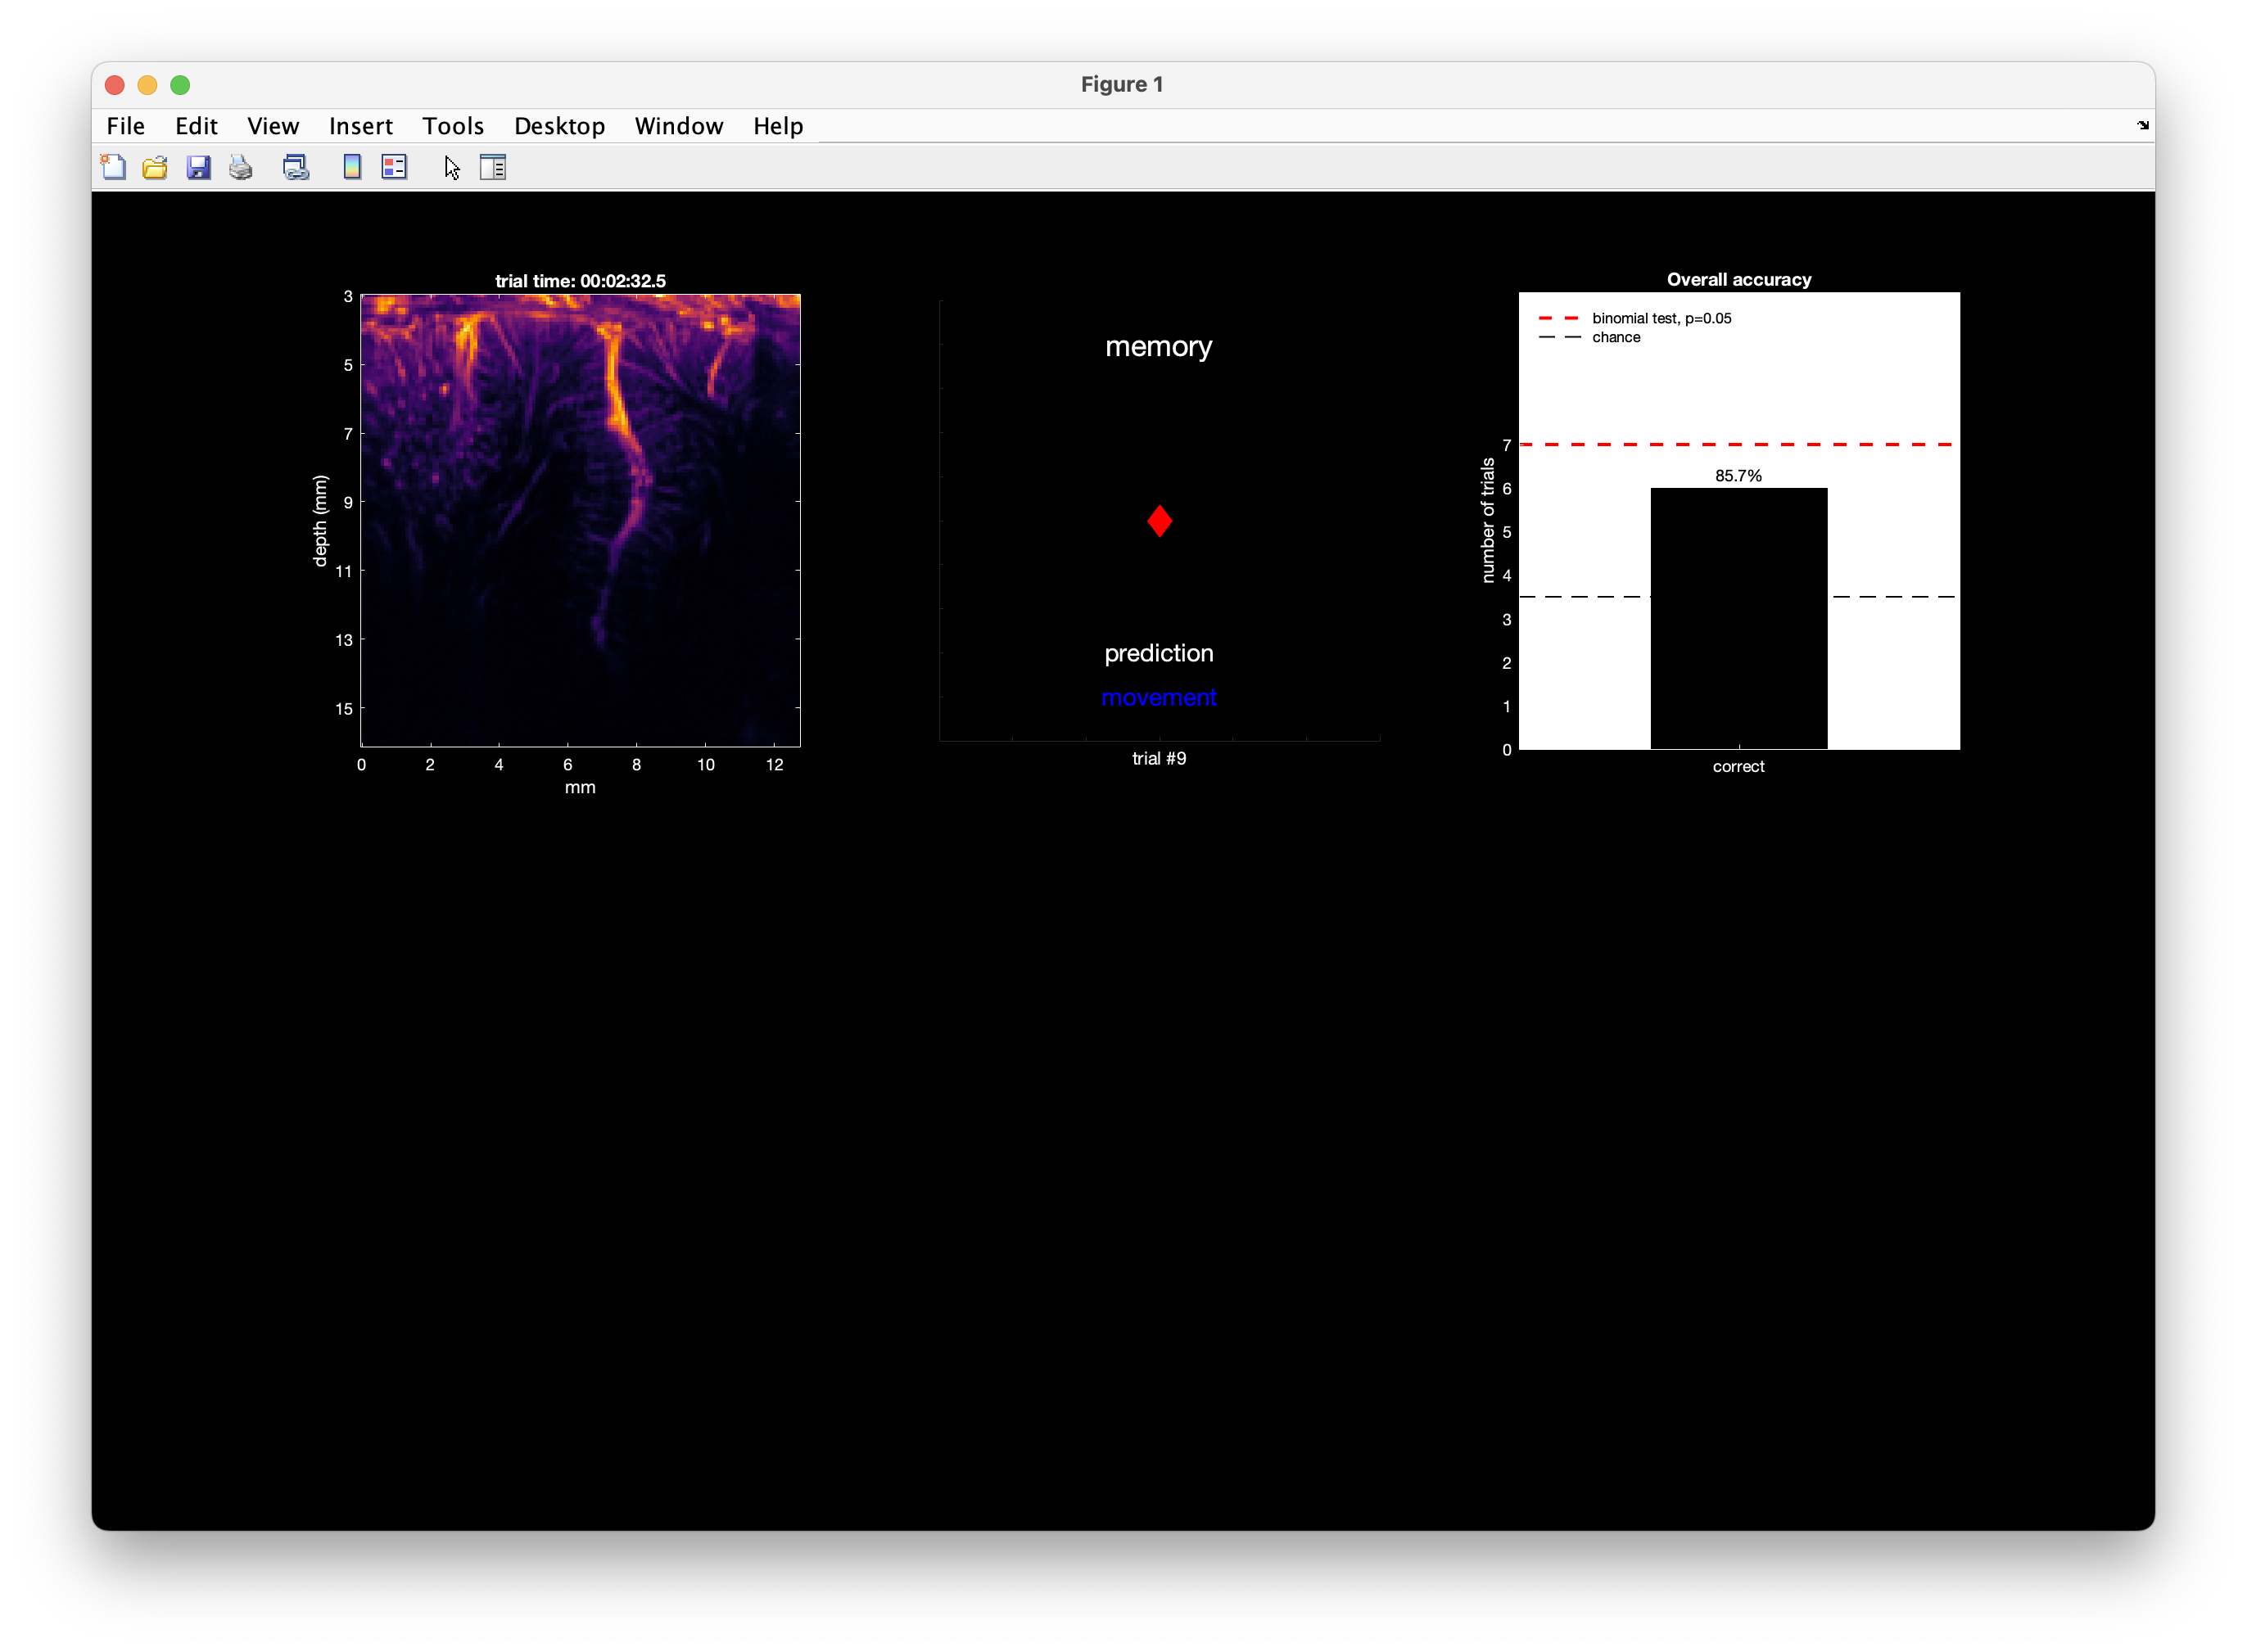 Figure 1
File Edit View Insert Tools Desktop Window Help
trial time: 00:02:32.5
3
5
7
9
11
13
15
depth (mm)
0 2 4 6 8 10 12
mm
memory
prediction
movement
trial #9
Overall accuracy
binomial test, p=0.05
chance
7
6
5
4
3
2
1
0
number of trials
85.7%
correct